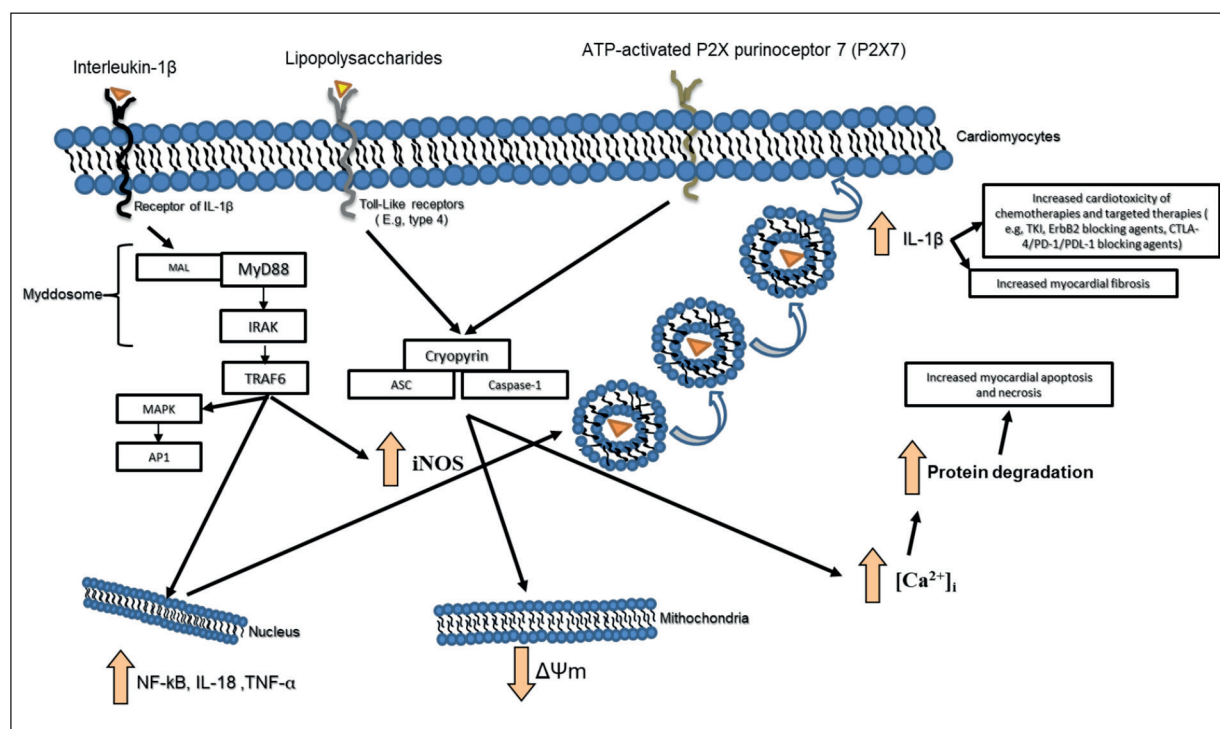 Interleukin-1β
Lipopolysaccharides
ATP-activated P2X purinoceptor 7 (P2X7)
Cardiomyocytes
Receptor of IL-1β
Toll-Like receptors
( E.g, type 4)
Myddosome
MAL
MyD88
IRAK
TRAF6
MAPK
AP1
iNOS
Cryopyrin
ASC
Caspase-1
IL-1β
Increased cardiotoxicity
of chemotherapies and targeted therapies (
e.g, TKI, ErbB2 blocking agents, CTLA-
4/PD-1/PDL-1 blocking agents)
Increased myocardial fibrosis
Increased myocardial apoptosis
and necrosis
Protein degradation
[Ca²⁺]ᵢ
Nucleus
NF-kB, IL-18 ,TNF-α
Mithochondria
ΔΨm